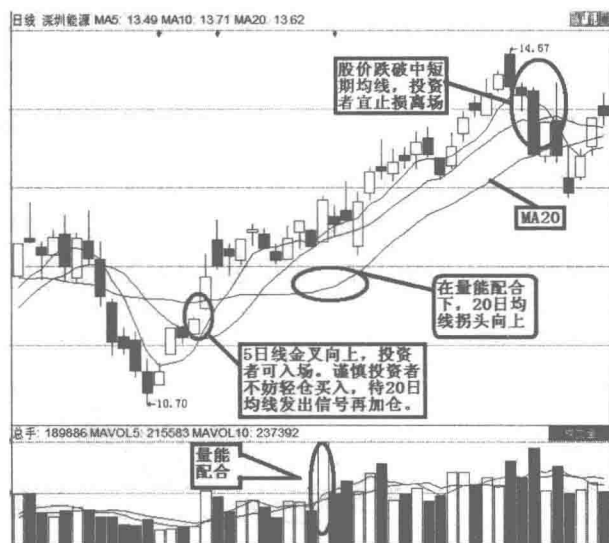 日线 深圳能源 MA5: 13.49 MA10: 13.71 MA20: 13.62
14.67
股价跌破中短
期均线，投资
者宜止损离场
MA20
在量能配合
下，20日均
线拐头向上
5日线金叉向上，投资
者可入场。谨慎投资者
不妨轻仓买入，待20日
均线发出信号再加仓。
10.70
总手: 189886 MAVOL5: 215583 MAVOL10: 237392
量能
配合